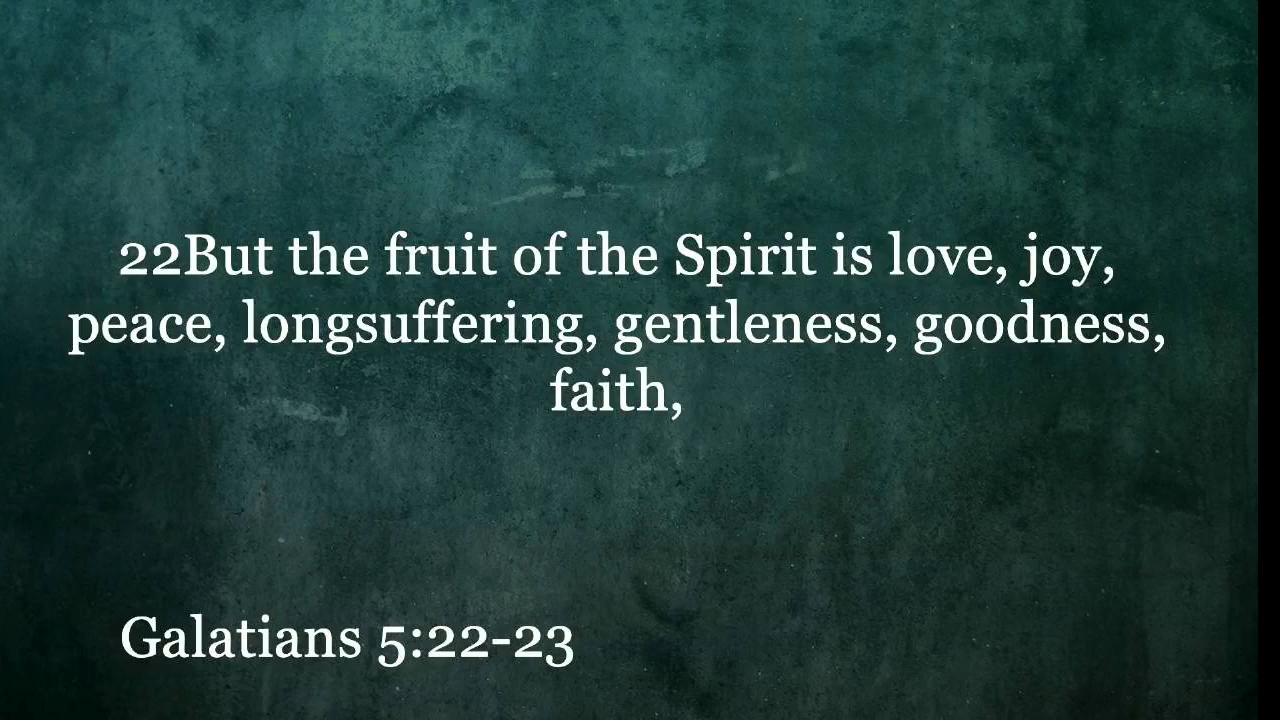 22But the fruit of the Spirit is love, joy,
peace, longsuffering, gentleness, goodness,
faith,
Galatians 5:22-23